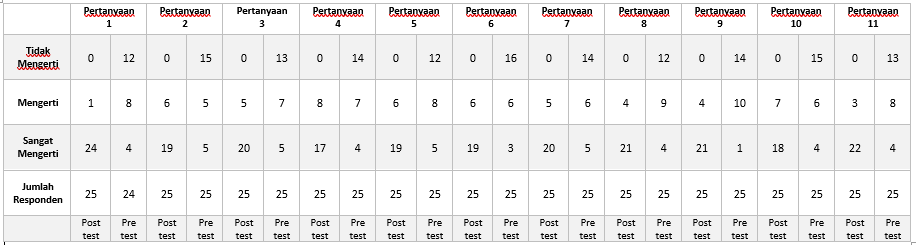 Pertanyaan 1 Pertanyaan 2 Pertanyaan 3 Pertanyaan 4 Pertanyaan 5 Pertanyaan 6 Pertanyaan 7 Pertanyaan 8 Pertanyaan 9 Pertanyaan 10 Pertanyaan 11
Tidak Mengerti 0 12 0 15 0 13 0 14 0 12 0 16 0 14 0 12 0 14 0 15 0 13
Mengerti 1 8 6 5 5 7 8 7 6 8 6 6 5 6 4 9 4 10 7 6 3 8
Sangat Mengerti 24 4 19 5 20 5 17 4 19 5 19 3 20 5 21 4 21 1 18 4 22 4
Jumlah Responden 25 24 25 25 25 25 25 25 25 25 25 25 25 25 25 25 25 25 25 25 25 25
Post test Pre test Post test Pre test Post test Pre test Post test Pre test Post test Pre test Post test Pre test Post test Pre test Post test Pre test Post test Pre test Post test Pre test Post test Pre test